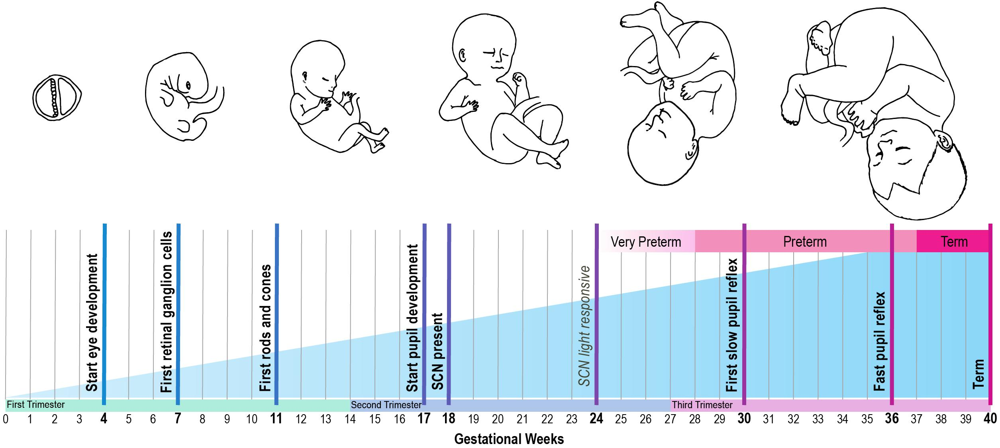 Very Preterm
Preterm
Term
Start eye development
First retinal ganglion cells
First rods and cones
Start pupil development
SCN present
SCN light responsive
First slow pupil reflex
Fast pupil reflex
Term
First Trimester
Second Trimester
Third Trimester
0 1 2 3 4 5 6 7 8 9 10 11 12 13 14 15 16 17 18 19 20 21 22 23 24 25 26 27 28 29 30 31 32 33 34 35 36 37 38 39 40
Gestational Weeks